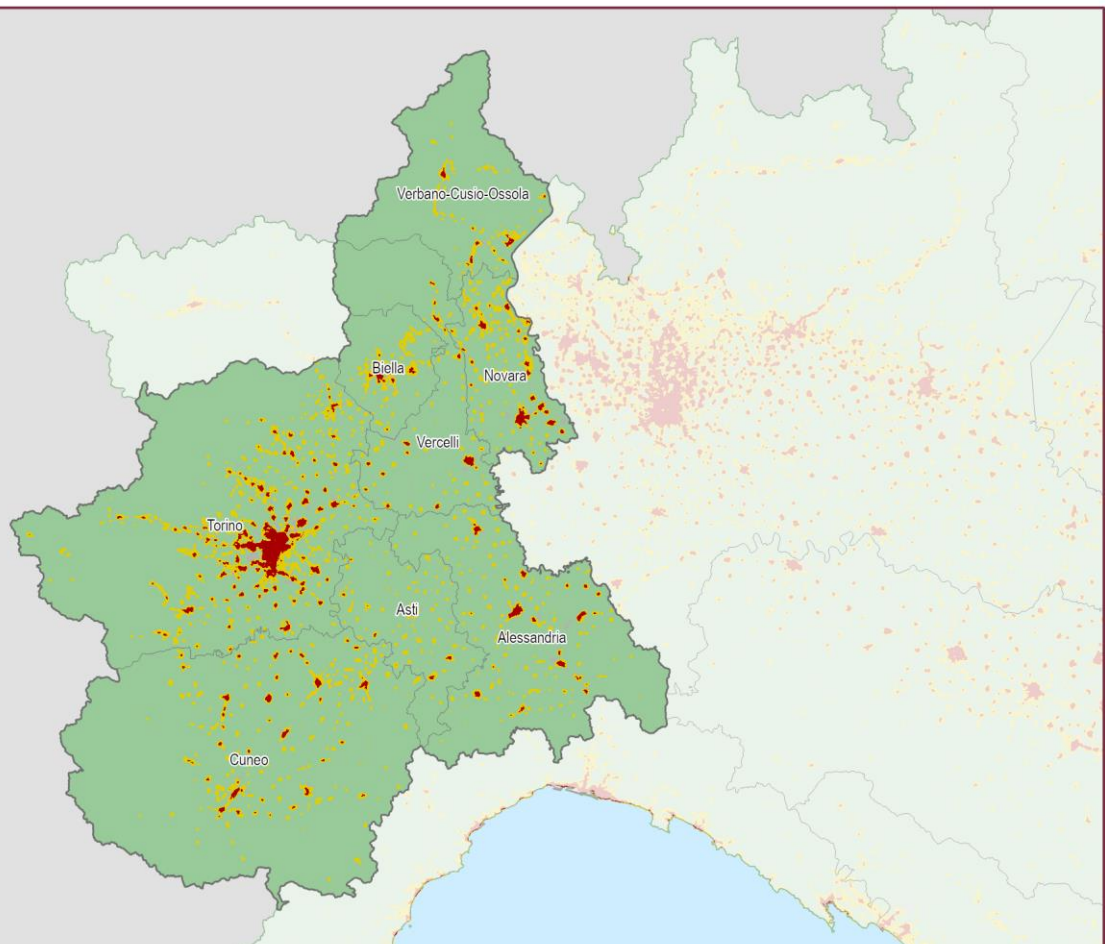 Verbano-Cusio-Ossola
Biella
Novara
Vercelli
Torino
Asti
Alessandria
Cuneo